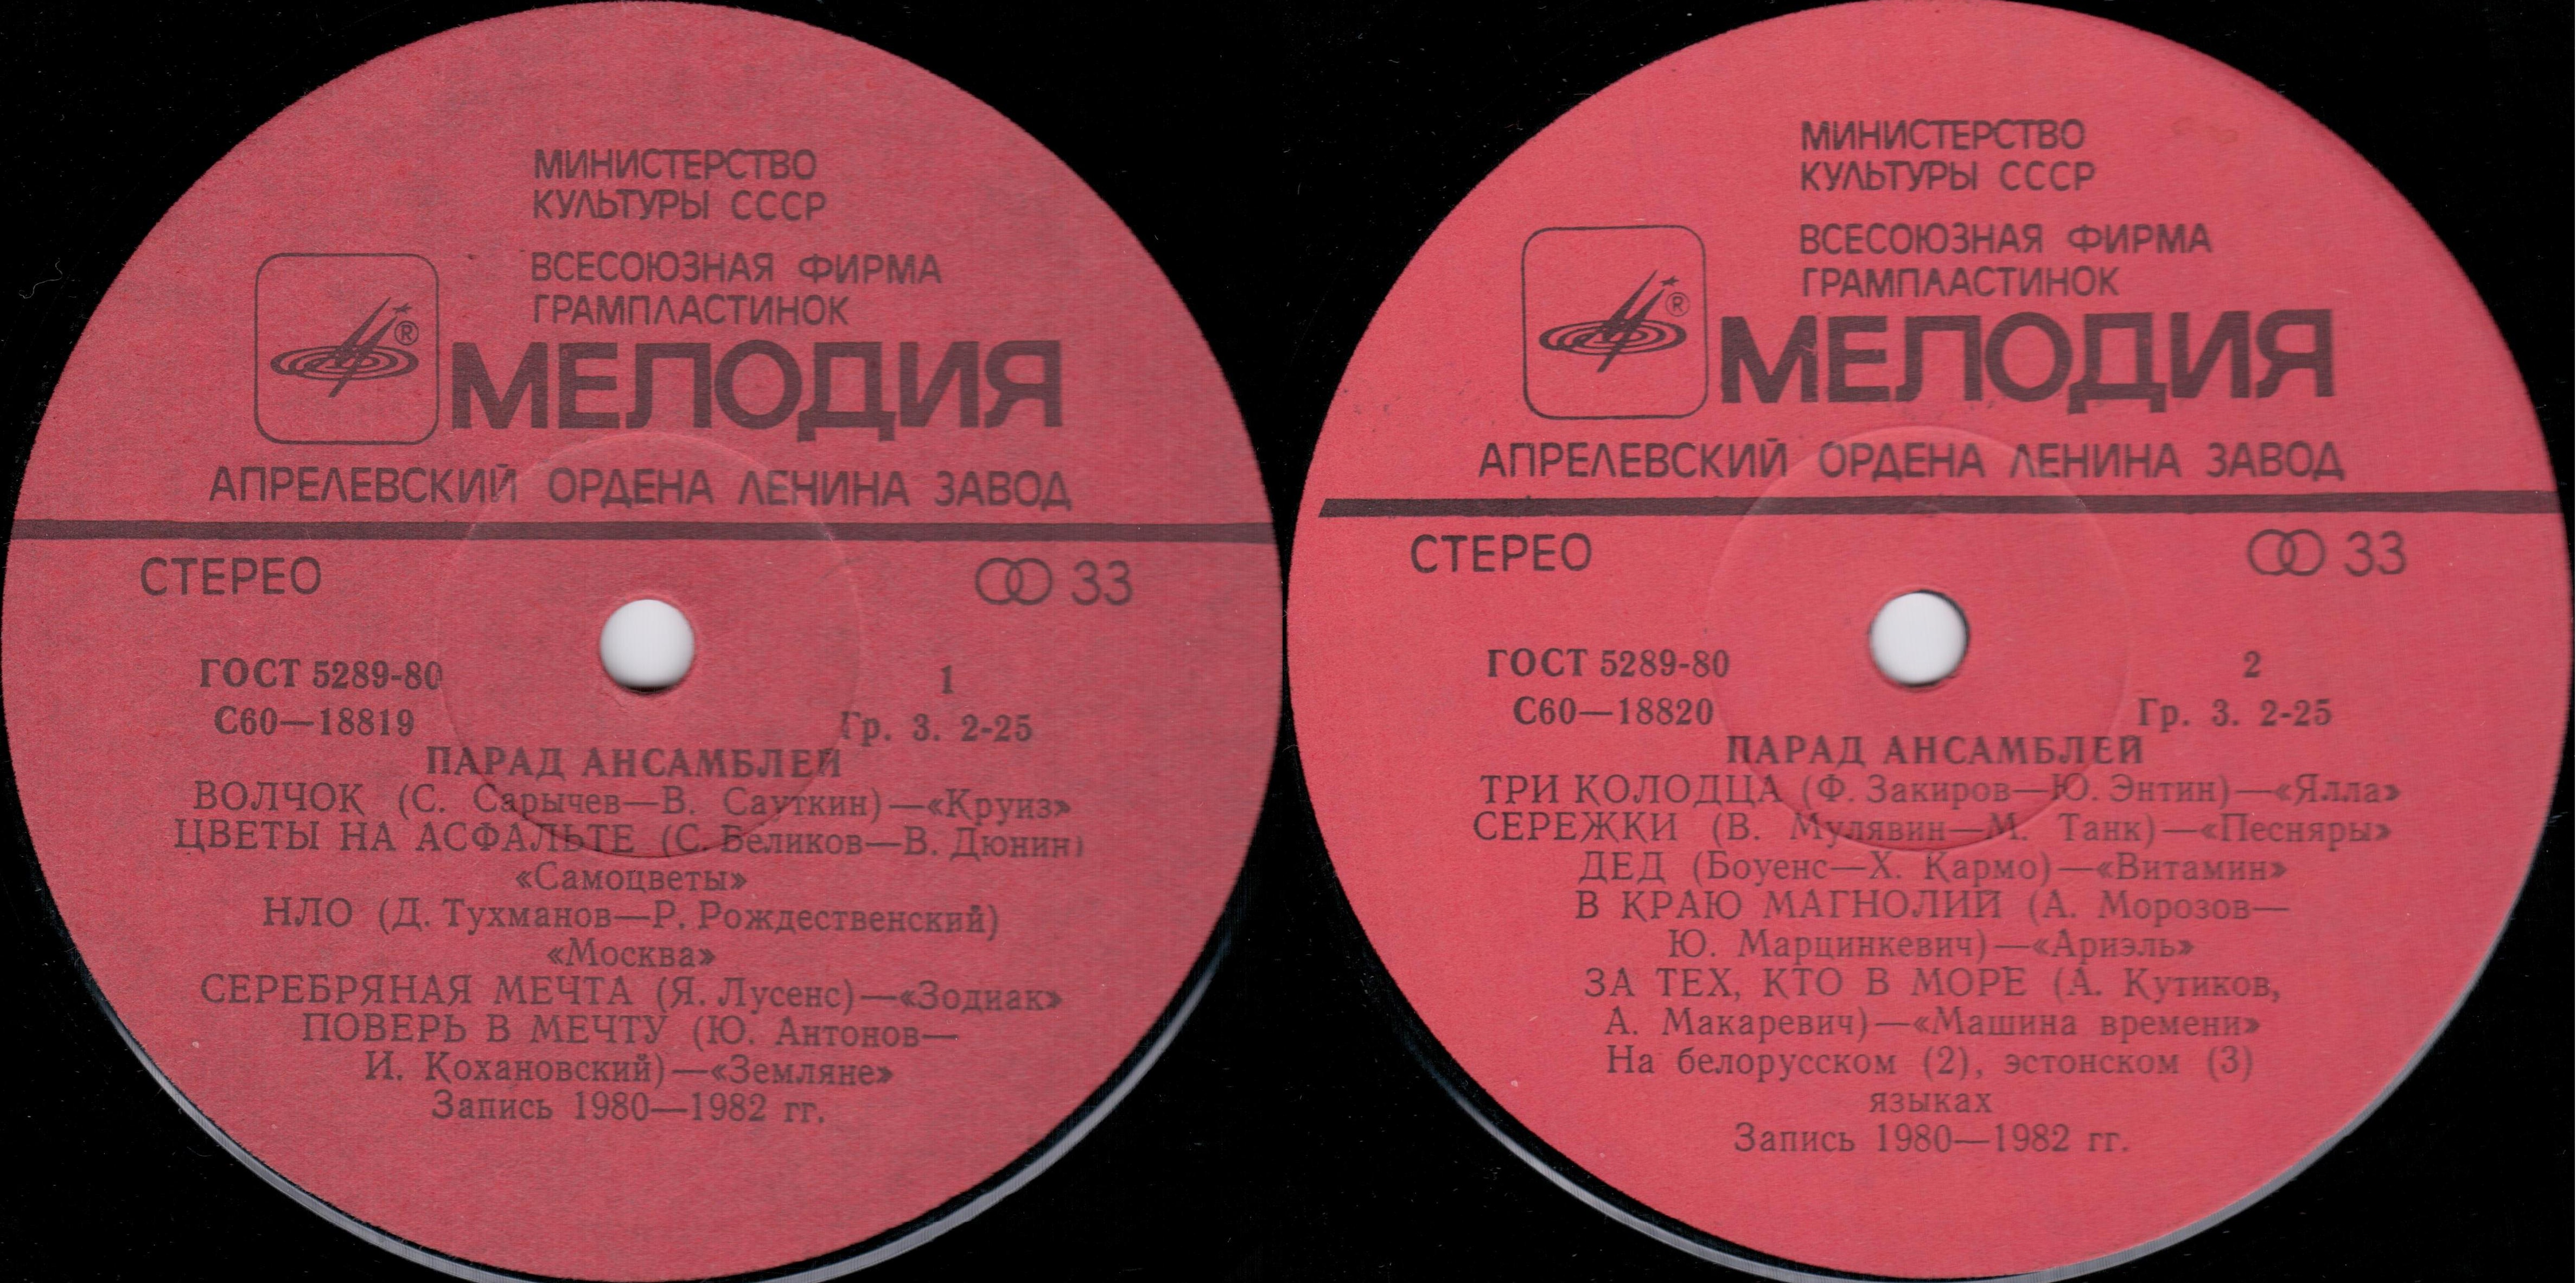 МИНИСТЕРСТВО
КУЛЬТУРЫ СССР
ВСЕСОЮЗНАЯ ФИРМА
ГРАМПЛАСТИНОК
®
МЕЛОДИЯ
АПРЕЛЕВСКИЙ ОРДЕНА ЛЕНИНА ЗАВОД
СТЕРЕО 33
ГОСТ 5289-80 1
С60—18819 Гр. 3. 2-25
ПАРАД АНСАМБЛЕЙ
ВОЛЧОК (С. Сарычев—В. Сауткин)—«Круиз»
ЦВЕТЫ НА АСФАЛЬТЕ (С. Беликов—В. Дюнин)
«Самоцветы»
НЛО (Д. Тухманов—Р. Рождественский)
«Москва»
СЕРЕБРЯНАЯ МЕЧТА (Я. Лусенс)—«Зодиак»
ПОВЕРЬ В МЕЧТУ (Ю. Антонов—
И. Кохановский)—«Земляне»
Запись 1980—1982 гг.
МИНИСТЕРСТВО
КУЛЬТУРЫ СССР
ВСЕСОЮЗНАЯ ФИРМА
ГРАМПЛАСТИНОК
®
МЕЛОДИЯ
АПРЕЛЕВСКИЙ ОРДЕНА ЛЕНИНА ЗАВОД
СТЕРЕО 33
ГОСТ 5289-80 2
С60—18820 Гр. 3. 2-25
ПАРАД АНСАМБЛЕЙ
ТРИ КОЛОДЦА (Ф. Закиров—Ю. Энтин)—«Ялла»
СЕРЕЖКИ (В. Мулявин—М. Танк)—«Песняры»
ДЕД (Боуенс—Х. Кармо)—«Витамин»
В КРАЮ МАГНОЛИЙ (А. Морозов—
Ю. Марцинкевич)—«Ариэль»
ЗА ТЕХ, КТО В МОРЕ (А. Кутиков,
А. Макаревич)—«Машина времени»
На белорусском (2), эстонском (3)
языках
Запись 1980—1982 гг.